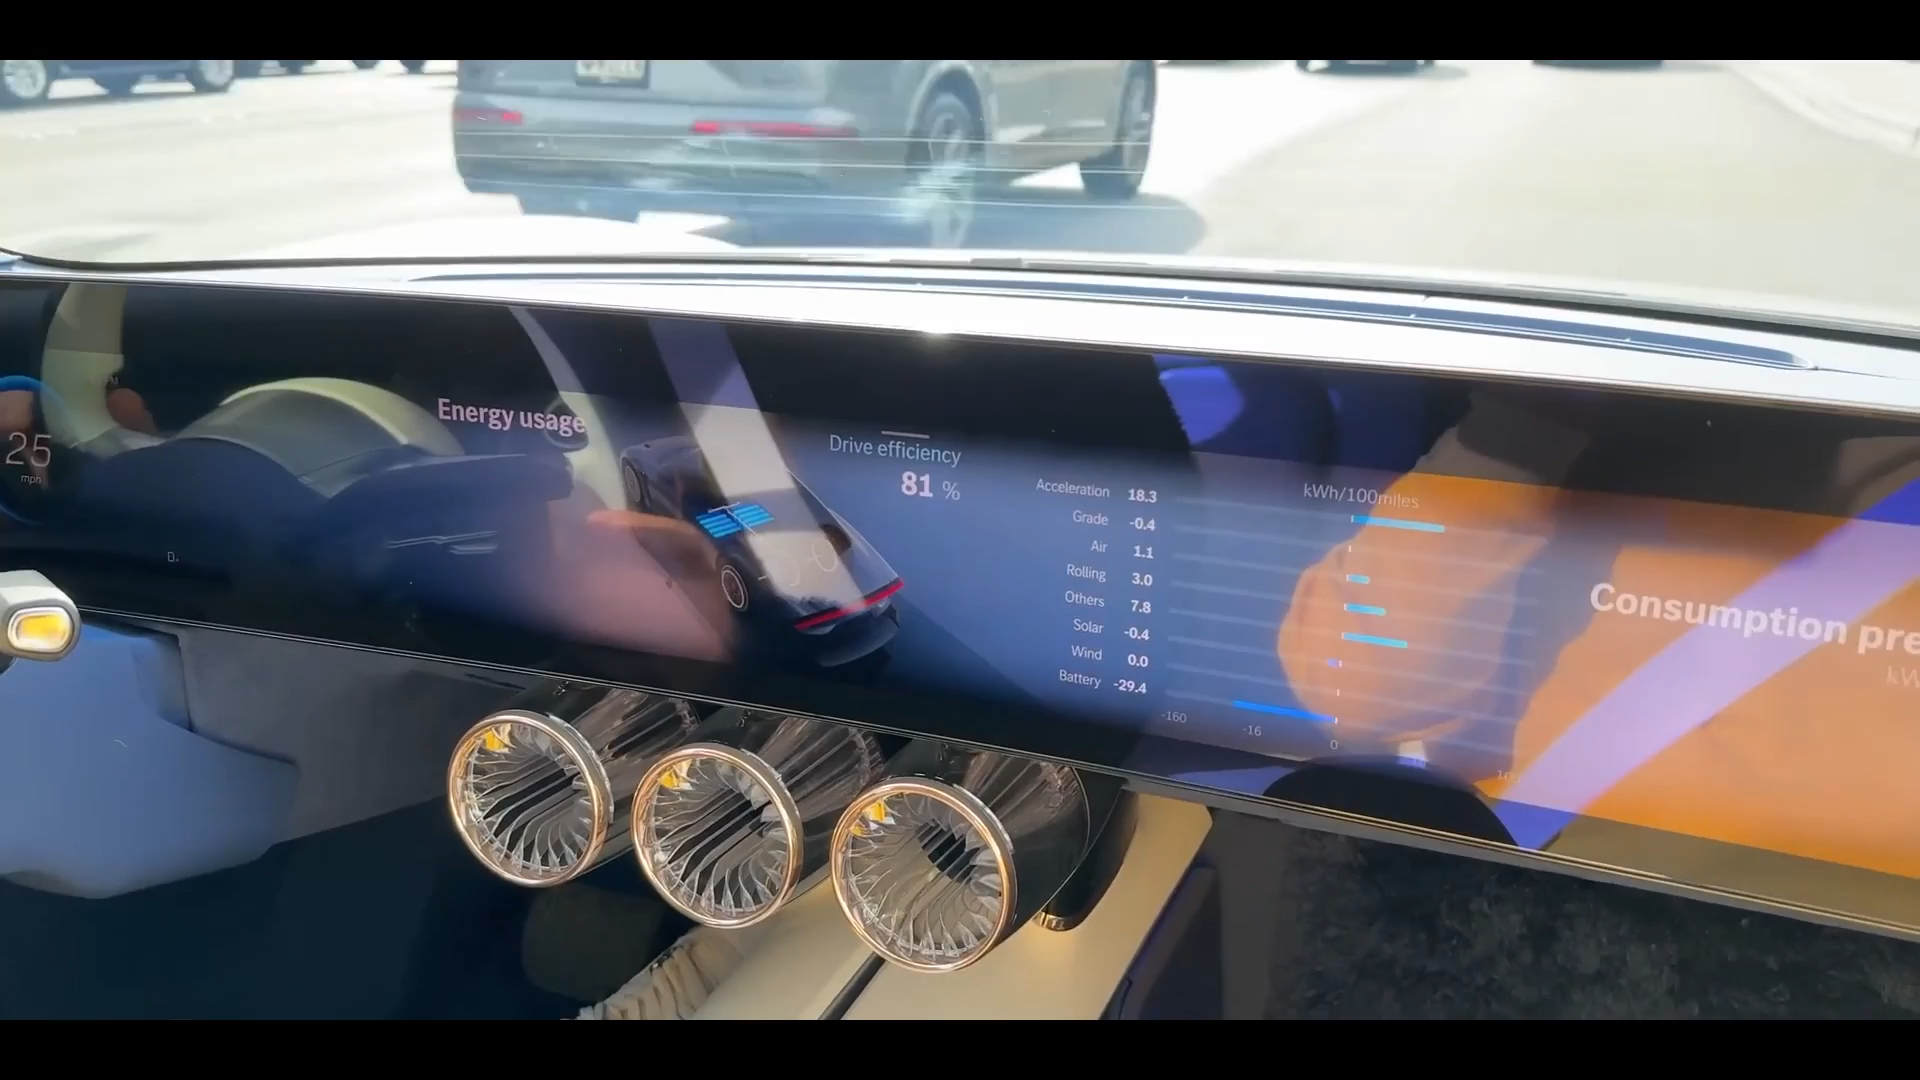 25
mph
D
Energy usage
Drive efficiency
81 %
kWh/100miles
Acceleration 18.3
Grade -0.4
Air 1.1
Rolling 3.0
Others 7.8
Solar -0.4
Wind 0.0
Battery -29.4
-160 -16 0
Consumption pre
kW